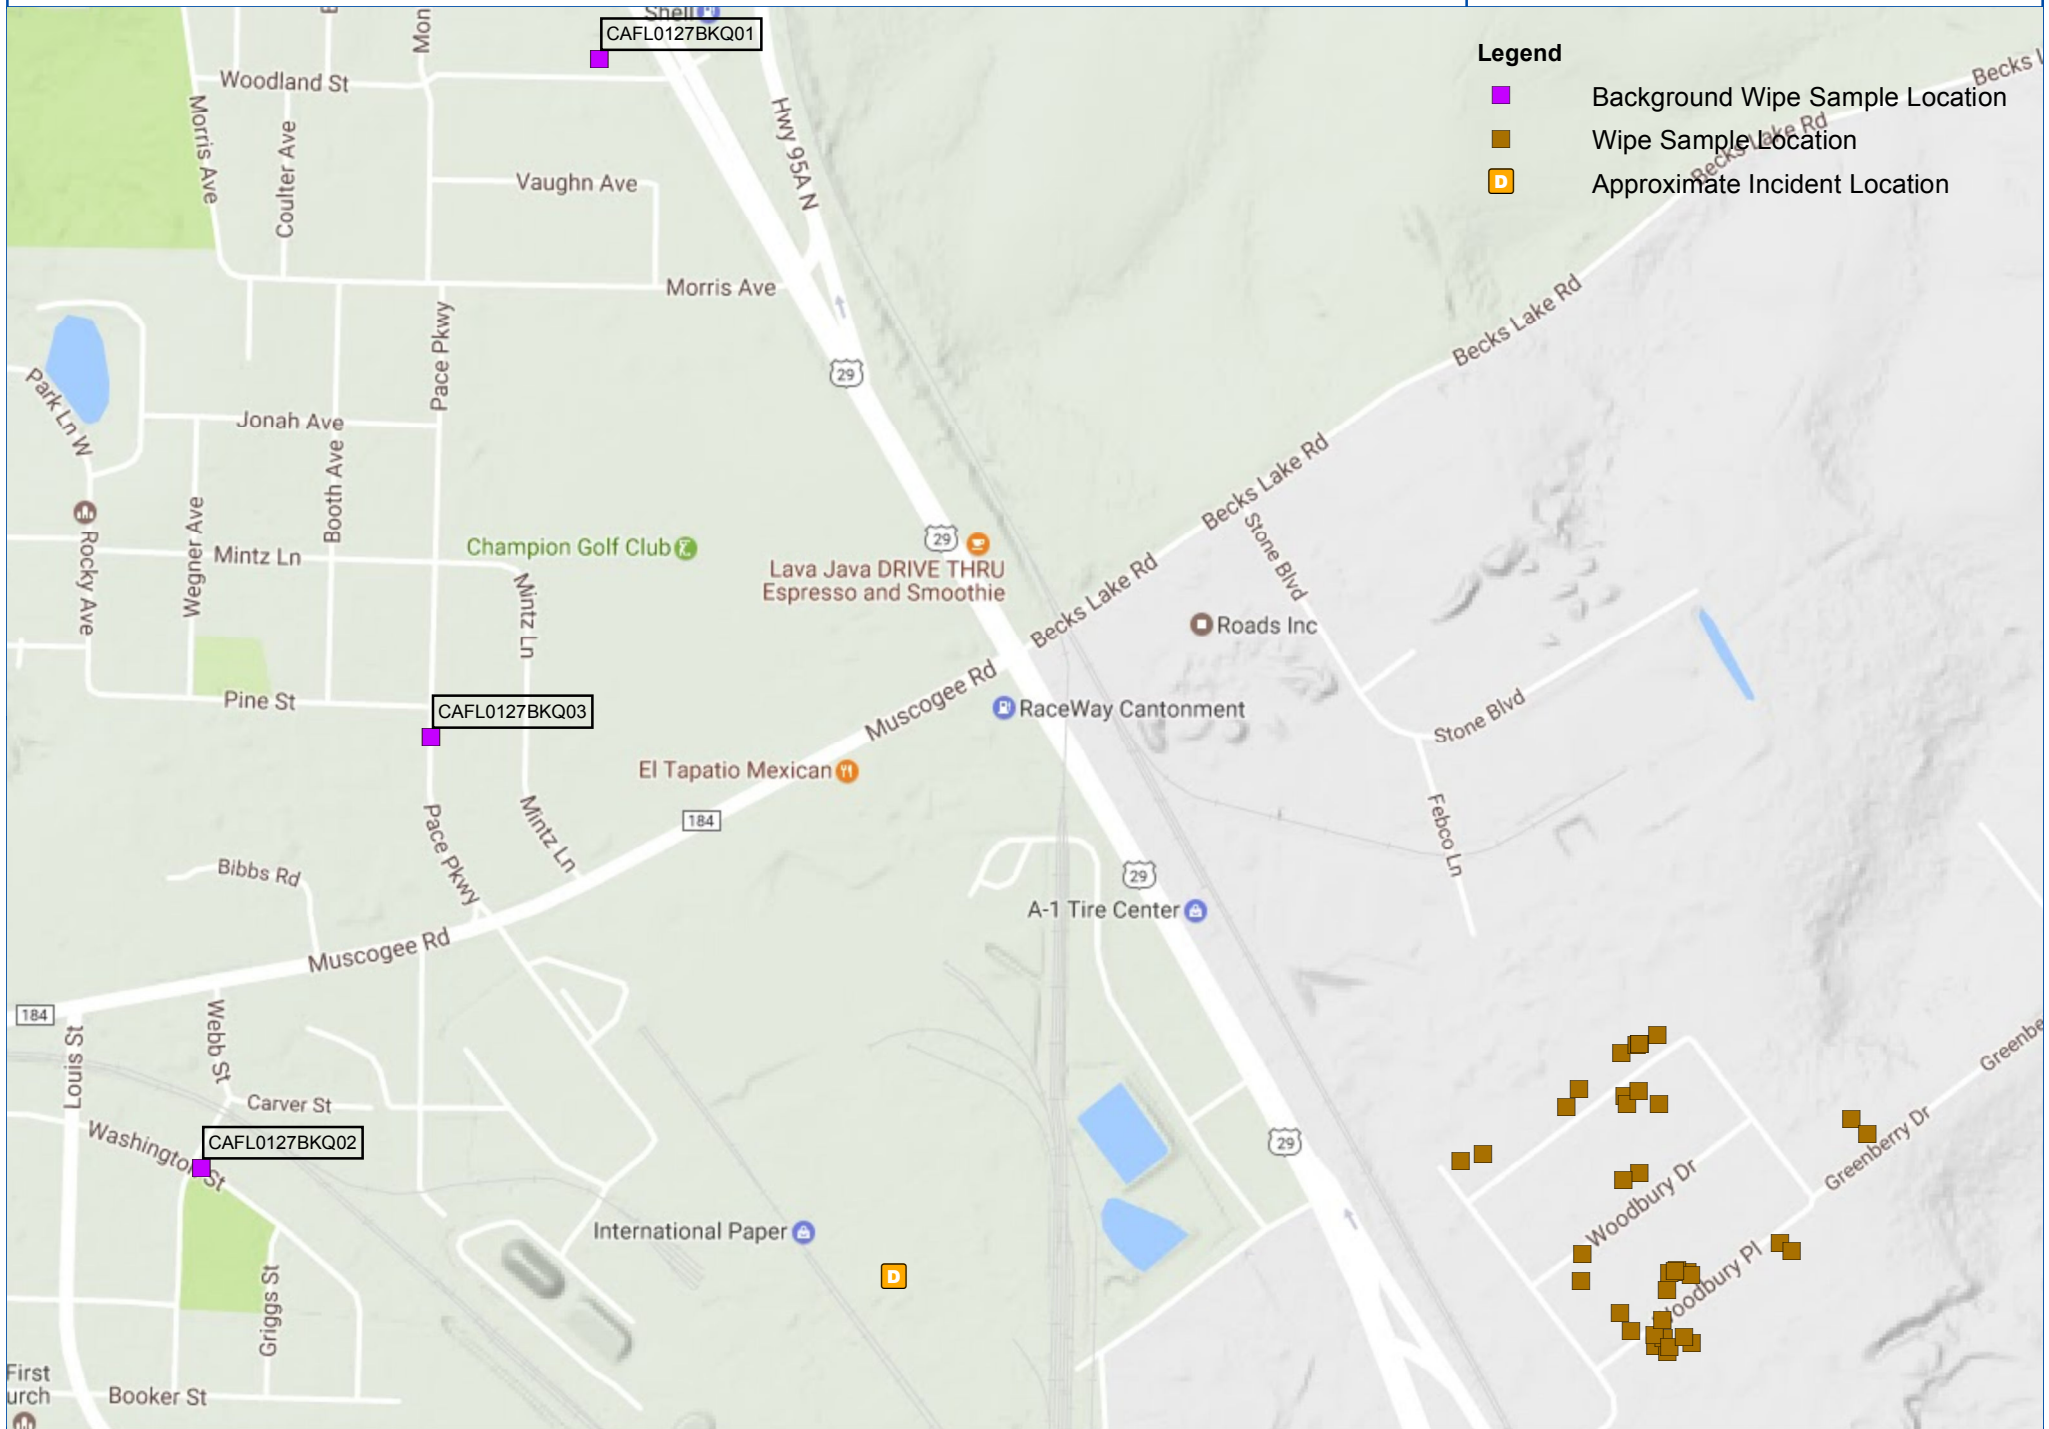 Shell
CAFL0127BKQ01
Mon
Woodland St
Morris Ave
Coulter Ave
Vaughn Ave
Hwy 95A N
Morris Ave
Legend
Background Wipe Sample Location
Wipe Sample Location
Approximate Incident Location
D
Becks L
Becks Lake Rd
Becks Lake Rd
Becks Lake Rd
Becks Lake Rd
29
Park Ln W
Pace Pkwy
Jonah Ave
Booth Ave
Wegner Ave
Rocky Ave
Mintz Ln
Mintz Ln
Champion Golf Club
29
Lava Java DRIVE THRU
Espresso and Smoothie
Stone Blvd
Roads Inc
Pine St
CAFL0127BKQ03
Muscogee Rd
RaceWay Cantonment
Stone Blvd
El Tapatio Mexican
184
Pace Pkwy
Mintz Ln
Febco Ln
Bibbs Rd
29
A-1 Tire Center
Muscogee Rd
184
Louis St
Webb St
Carver St
Washington St
CAFL0127BKQ02
29
Greenbe
Greenberry Dr
Woodbury Dr
Woodbury Pl
International Paper
D
Griggs St
First
urch
Booker St